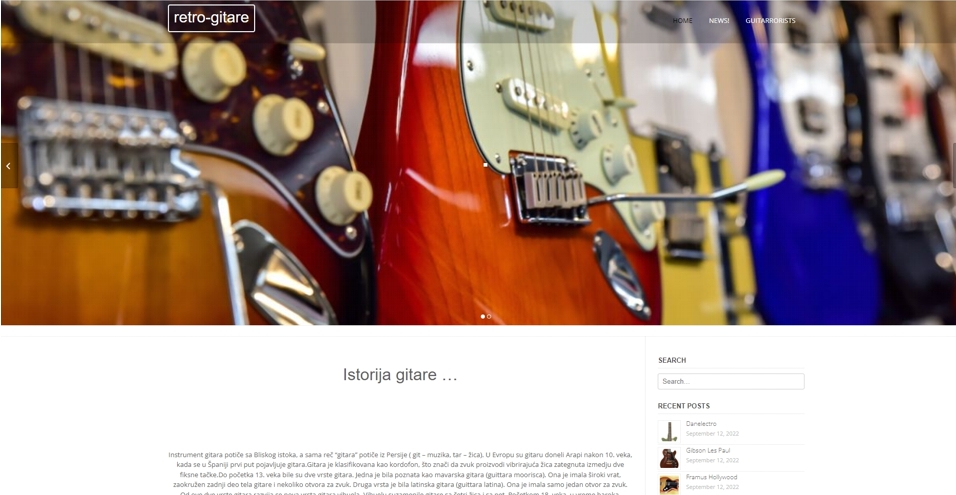 retro-gitare
HOME NEWS! GUITARRORISTS
Istorija gitare …
Instrument gitara potiče sa Bliskog istoka, a sama reč “gitara” potiče iz Persije ( git – muzika, tar – žica). U Evropu su gitaru doneli Arapi nakon 10. veka,
kada se u Španiji prvi put pojavljuje gitara.Gitara je klasifikovana kao kordofon, što znači da zvuk proizvodi vibrirajuća žica zategnuta izmedju dve
fiksne tačke.Do početka 13. veka bile su dve vrste gitara. Jedna je bila poznata kao mavarska gitara (guittara moorisca). Ona je imala široki vrat,
zaokružen zadnji deo tela gitare i nekoliko otvora za zvuk. Druga vrsta je bila latinska gitara (guittara latina). Ona je imala samo jedan otvor za zvuk.
SEARCH
Search…
RECENT POSTS
Danelectro
September 12, 2022
Gibson Les Paul
September 12, 2022
Framus Hollywood
September 12, 2022